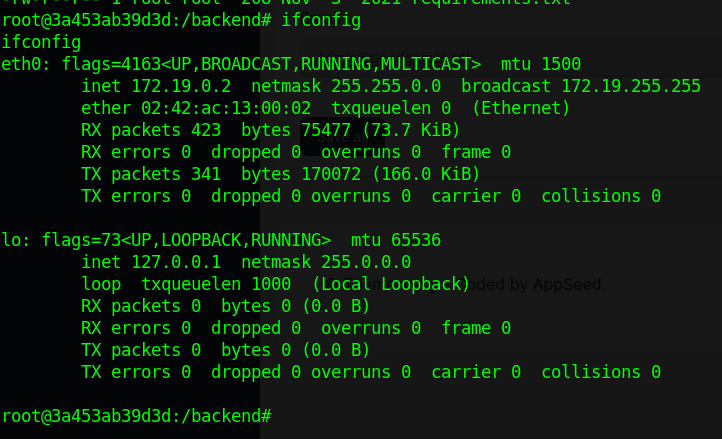 root@3a453ab39d3d:/backend# ifconfig
ifconfig
eth0: flags=4163<UP,BROADCAST,RUNNING,MULTICAST>  mtu 1500
        inet 172.19.0.2  netmask 255.255.0.0  broadcast 172.19.255.255
        ether 02:42:ac:13:00:02  txqueuelen 0  (Ethernet)
        RX packets 423  bytes 75477 (73.7 KiB)
        RX errors 0  dropped 0  overruns 0  frame 0
        TX packets 341  bytes 170072 (166.0 KiB)
        TX errors 0  dropped 0 overruns 0  carrier 0  collisions 0
lo: flags=73<UP,LOOPBACK,RUNNING>  mtu 65536
        inet 127.0.0.1  netmask 255.0.0.0
        loop  txqueuelen 1000  (Local Loopback)
by AppSeed.
        RX packets 0  bytes 0 (0.0 B)
        RX errors 0  dropped 0  overruns 0  frame 0
        TX packets 0  bytes 0 (0.0 B)
        TX errors 0  dropped 0 overruns 0  carrier 0  collisions 0
root@3a453ab39d3d:/backend#